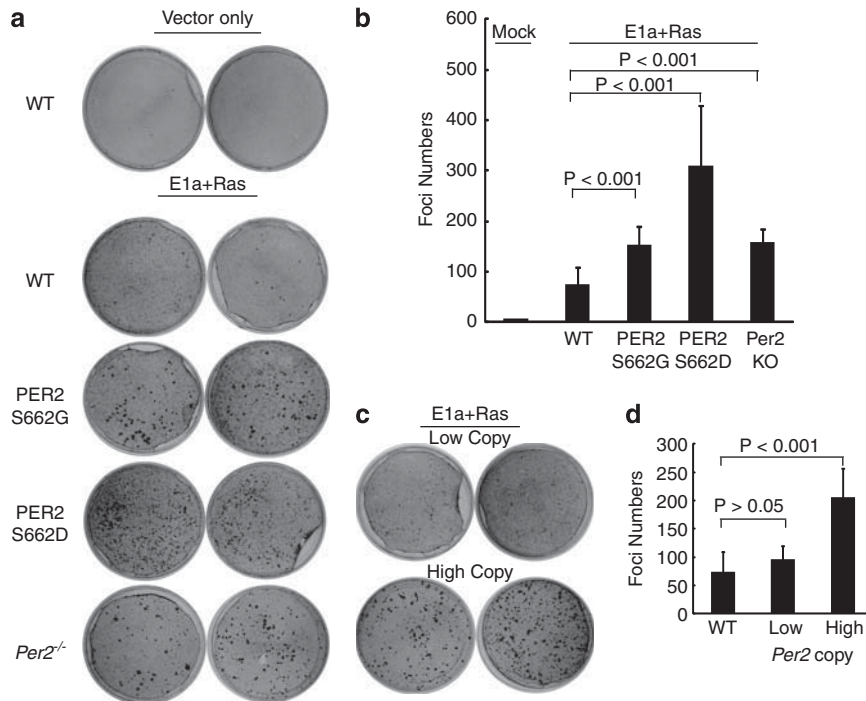 a
Vector only
WT
E1a+Ras
WT
PER2
S662G
PER2
S662D
Per2-/-
b
600
500
400
300
200
100
0
Foci Numbers
Mock
E1a+Ras
P < 0.001
P < 0.001
P < 0.001
WT
PER2
S662G
PER2
S662D
Per2
KO
c
E1a+Ras
Low Copy
High Copy
d
300
250
200
150
100
50
0
Foci Numbers
P < 0.001
P > 0.05
WT Low High
Per2 copy